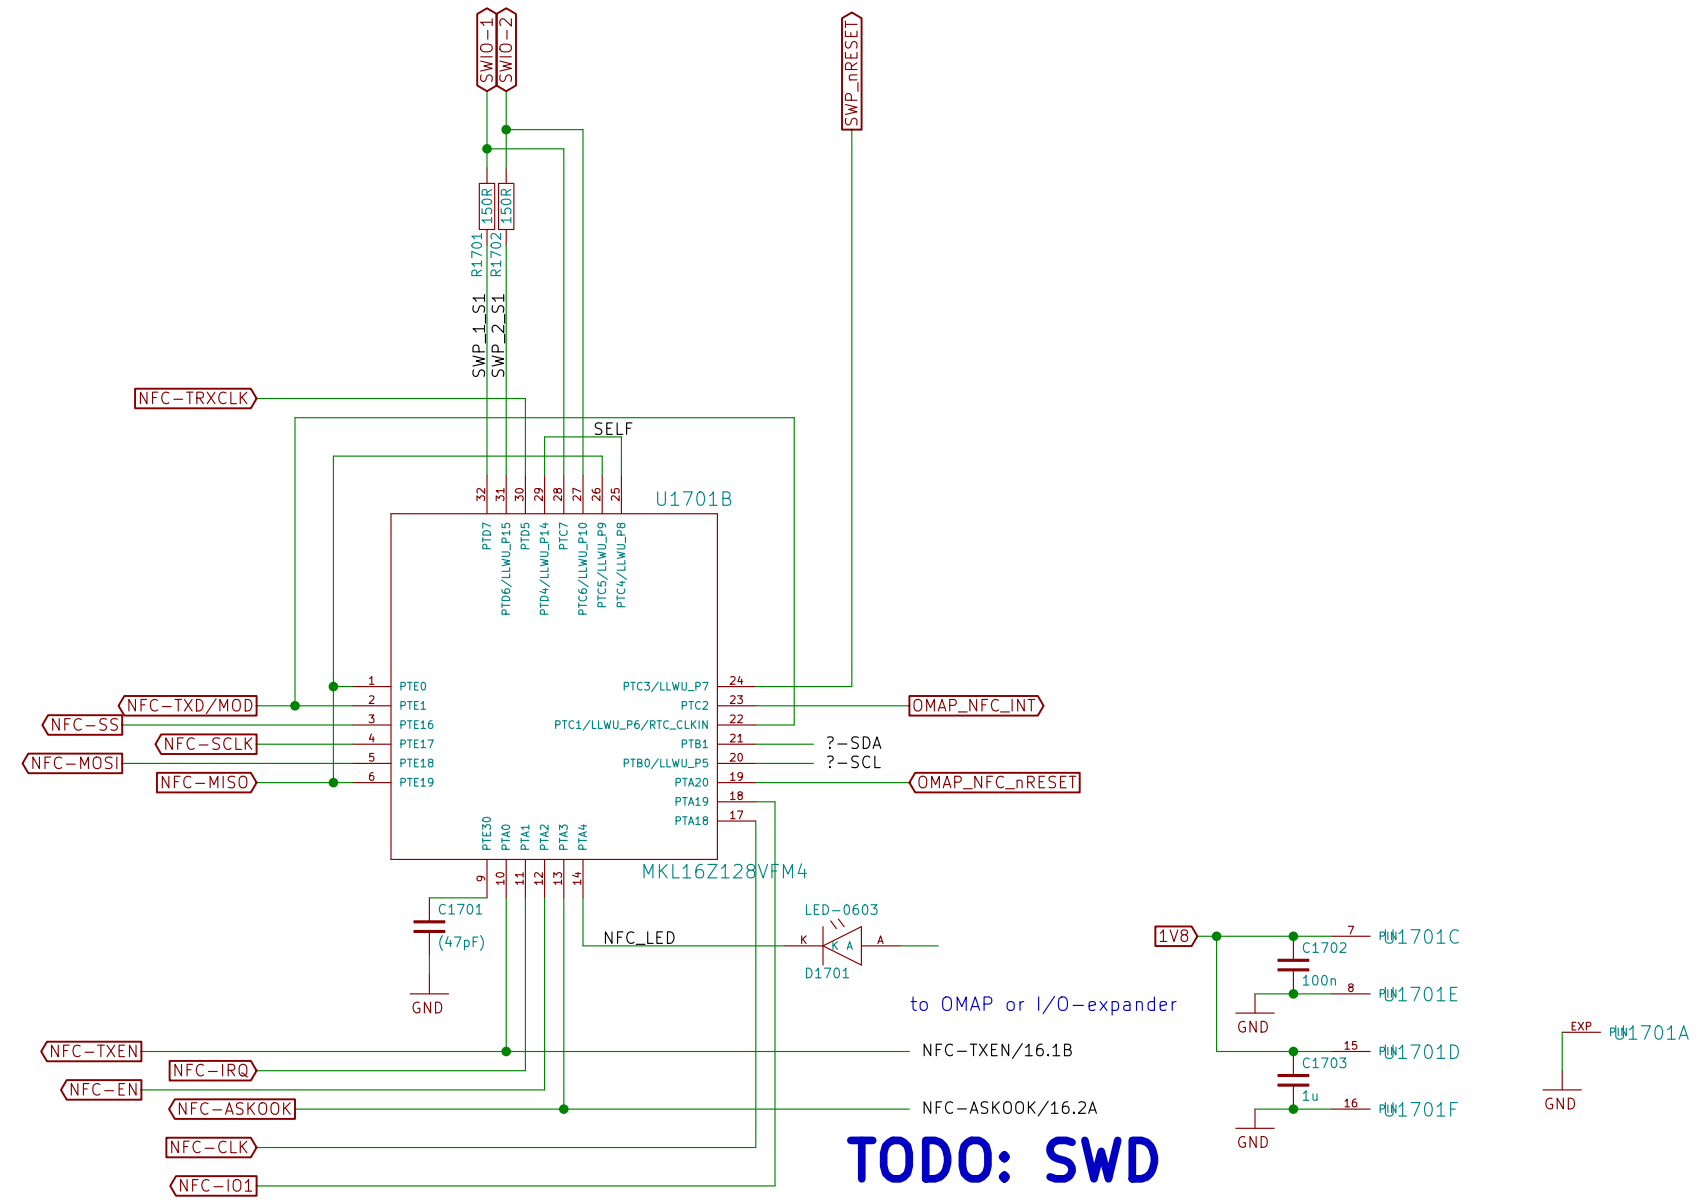 SWIO-1
SWIO-2
SWP_nRESET
150R
150R
R1701
R1702
SWP_1_S1
SWP_2_S1
NFC-TRXCLK
SELF
32
31
30
29
28
27
26
25
U1701B
PTD7
PTD6/LLWU_P15
PTD5
PTD4/LLWU_P14
PTC7
PTC6/LLWU_P10
PTC5/LLWU_P9
PTC4/LLWU_P8
1 PTE0
PTC3/LLWU_P7 24
NFC-TXD/MOD 2 PTE1
PTC2 23 OMAP_NFC_INT
NFC-SS 3 PTE16
PTC1/LLWU_P6/RTC_CLKIN 22
NFC-SCLK 4 PTE17
PTB1 21 ?-SDA
NFC-MOSI 5 PTE18
PTB0/LLWU_P5 20 ?-SCL
NFC-MISO 6 PTE19
PTA20 19 OMAP_NFC_nRESET
PTA19 18
PTA18 17
PTE30
PTA0
PTA1
PTA2
PTA3
PTA4
MKL16Z128VFM4
9
10
11
12
13
14
C1701
(47pF)
GND
NFC_LED
LED-0603
K K A A
D1701
1V8
7 PIN U1701C
C1702
100n
8 PIN U1701E
GND
to OMAP or I/O-expander
EXP PIN U1701A
GND
NFC-TXEN
NFC-TXEN/16.1B
15 PIN U1701D
NFC-IRQ
C1703
NFC-EN
1u
NFC-ASKOOK
NFC-ASKOOK/16.2A
16 PIN U1701F
GND
NFC-CLK
TODO: SWD
NFC-IO1